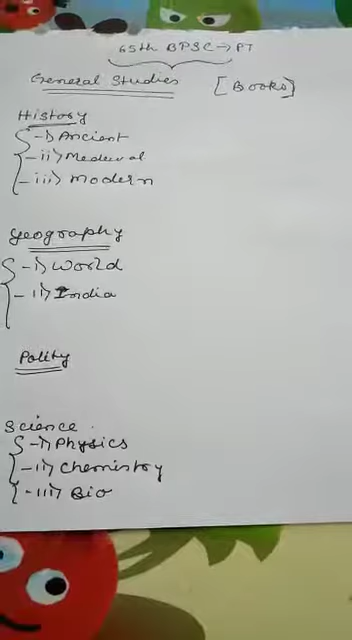 65th BPSC → PT
General Studies [Books]
History
- i) Ancient
- ii) Medieval
- iii) Modern
Geography
- i) World
- ii) India
Polity
Science
- i) Physics
- ii) Chemistry
- iii) Bio